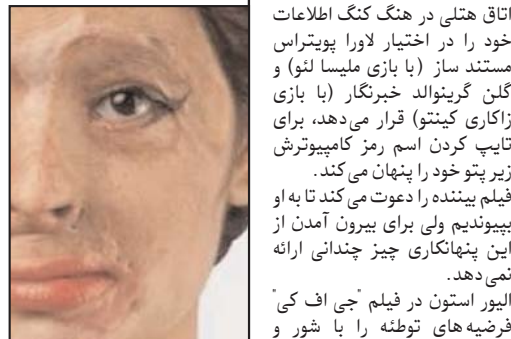 اتاق هتلی در هنگ کنگ اطلاعات
خود را در اختیار لاورا پویتراس
مستند ساز (با بازی ملیسا لئو) و
گلن گرینوالد خبرنگار (با بازی
زاکاری کینتو) قرار می‌دهد، برای
تایپ کردن اسم رمز کامپیوترش
زیر پتو خود را پنهان می‌کند.
فیلم بیننده را دعوت می‌کند تا به او
بپیوندیم ولی برای بیرون آمدن از
این پنهانکاری چیز چندانی ارائه
نمی‌دهد.
الیور استون در فیلم "جی اف کی"
فرضیه‌های توطئه را با شور و